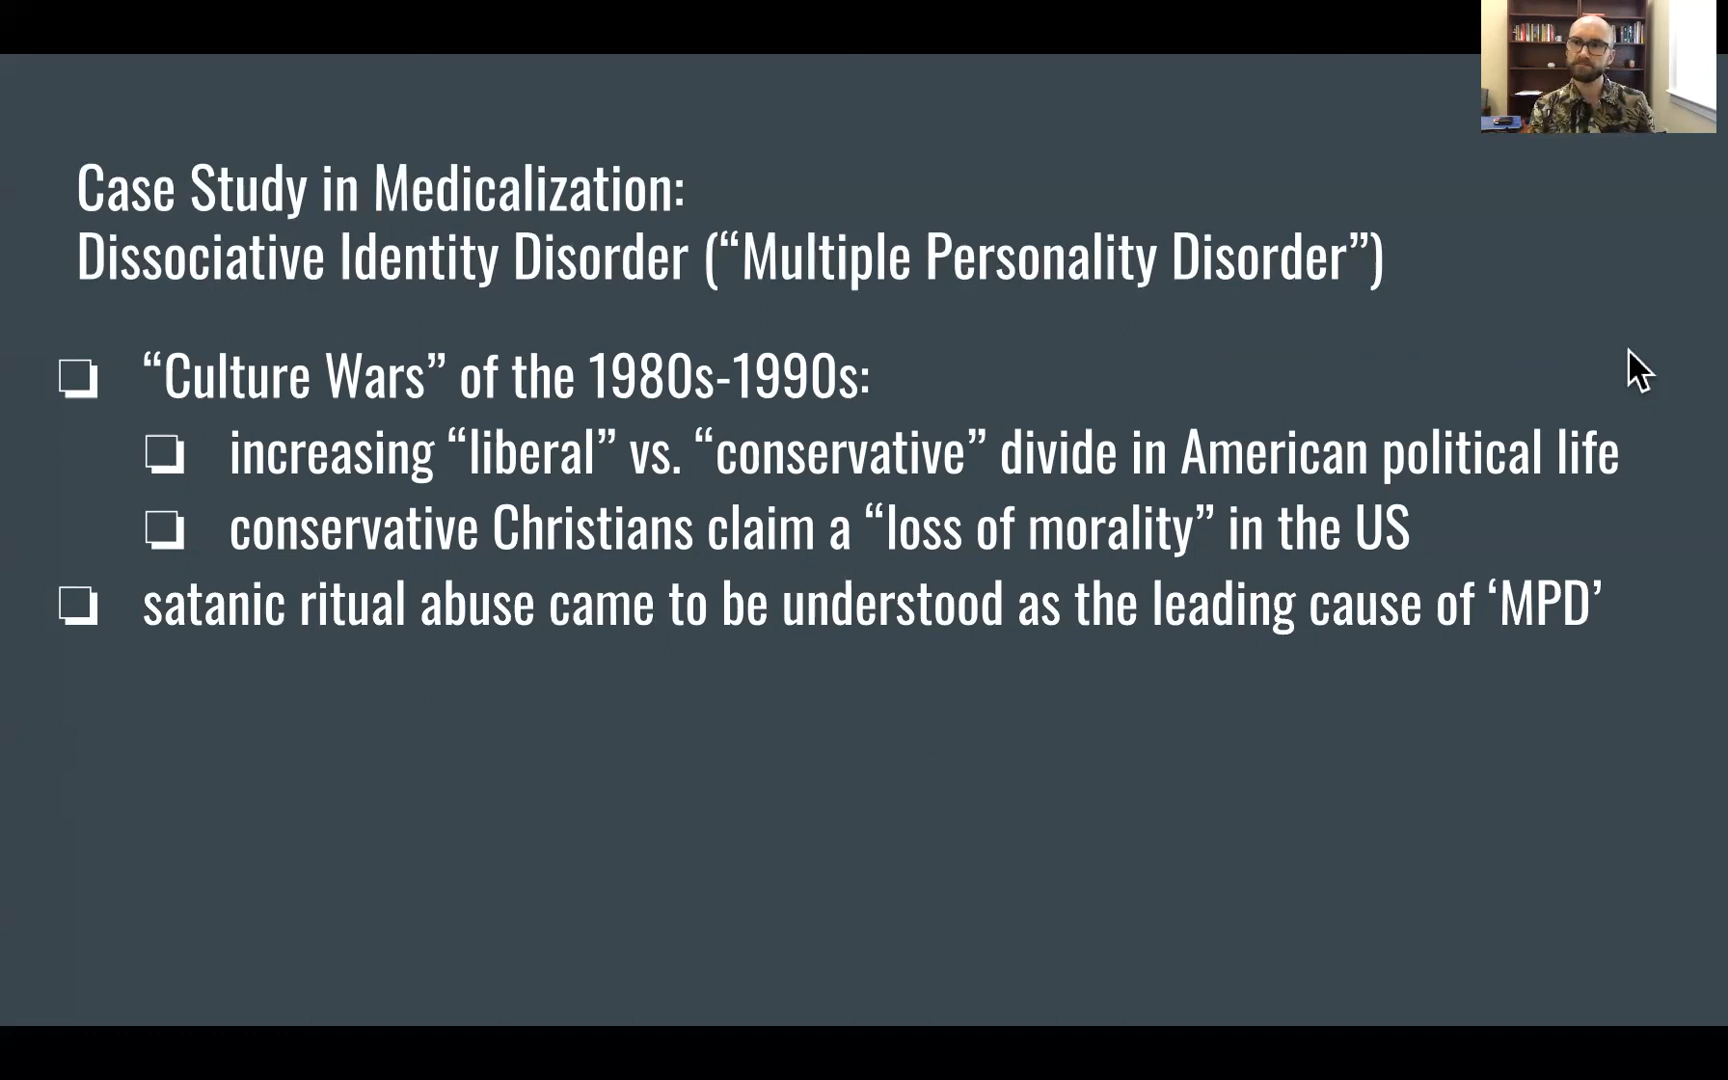 Case Study in Medicalization:
Dissociative Identity Disorder (“Multiple Personality Disorder”)
“Culture Wars” of the 1980s-1990s:
increasing “liberal” vs. “conservative” divide in American political life
conservative Christians claim a “loss of morality” in the US
satanic ritual abuse came to be understood as the leading cause of ‘MPD’